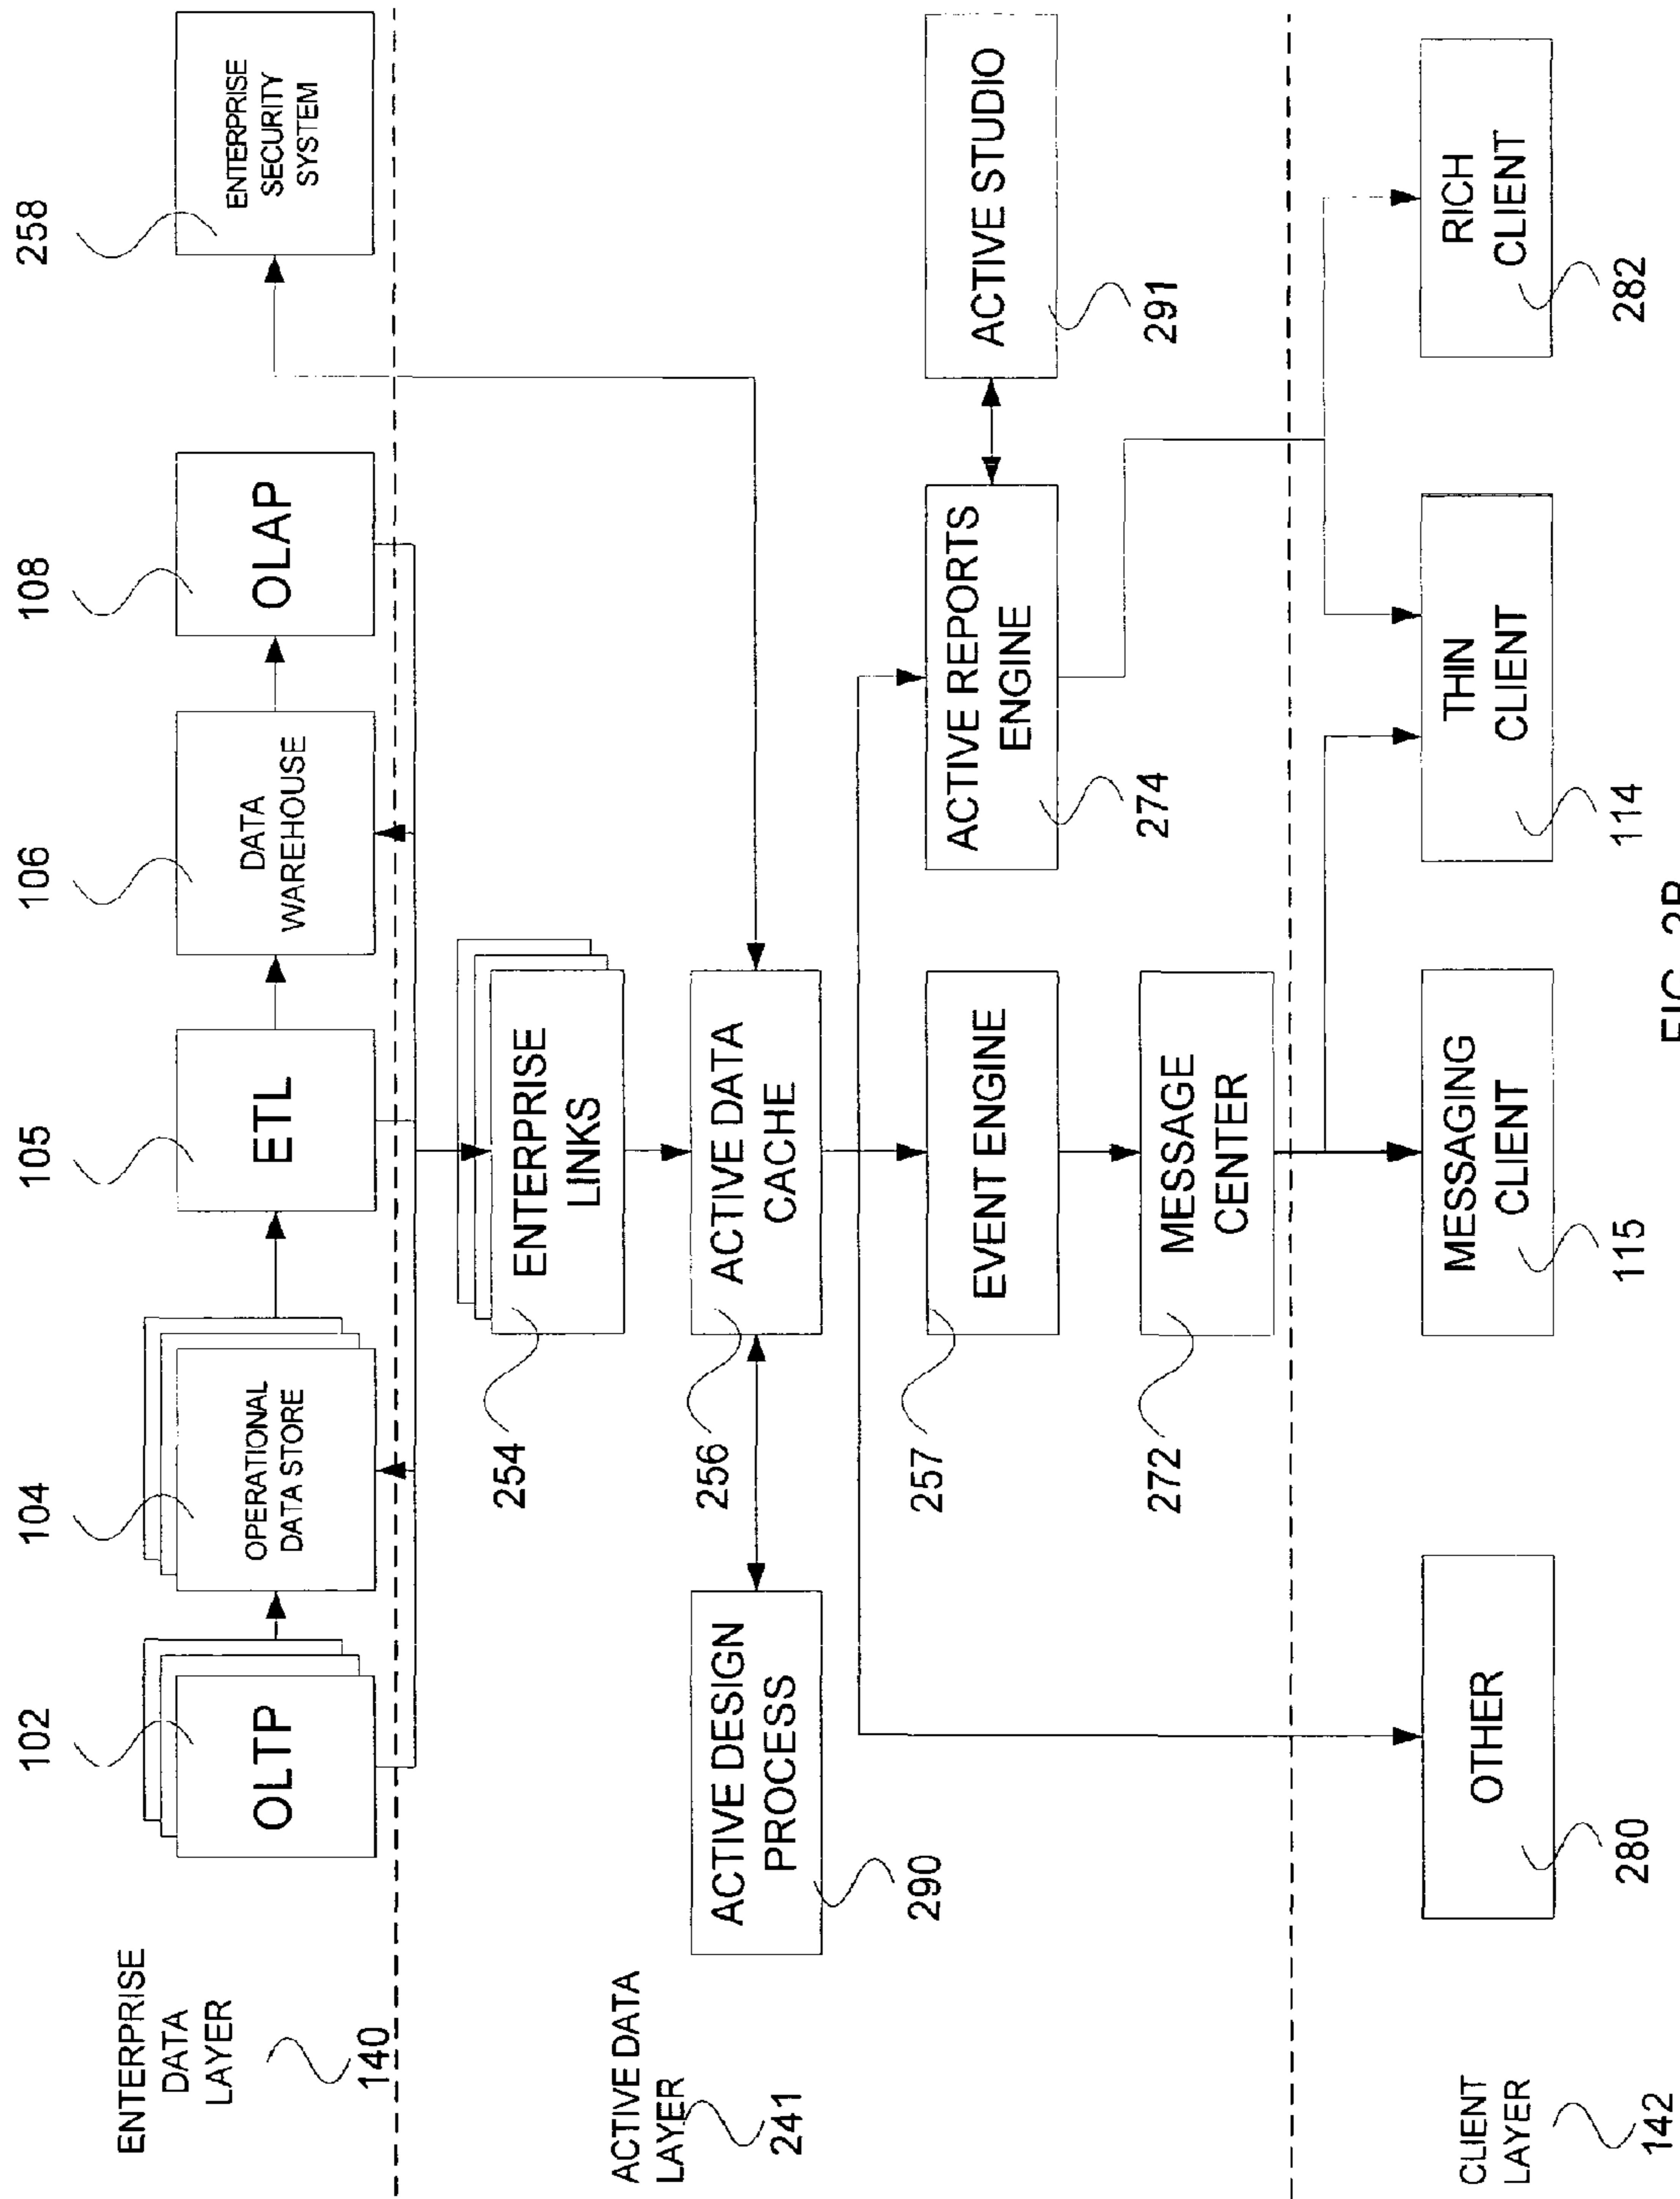 ENTERPRISE
DATA
LAYER
140
102
OLTP
104
OPERATIONAL
DATA STORE
105
ETL
106
DATA
WAREHOUSE
108
OLAP
258
ENTERPRISE
SECURITY
SYSTEM
ACTIVE DATA
LAYER
241
254
ENTERPRISE
LINKS
ACTIVE DESIGN
PROCESS
290
256
ACTIVE DATA
CACHE
257
EVENT ENGINE
ACTIVE REPORTS
ENGINE
274
ACTIVE STUDIO
291
272
MESSAGE
CENTER
CLIENT
LAYER
142
OTHER
280
MESSAGING
CLIENT
115
THIN
CLIENT
114
RICH
CLIENT
282
FIG. 2B